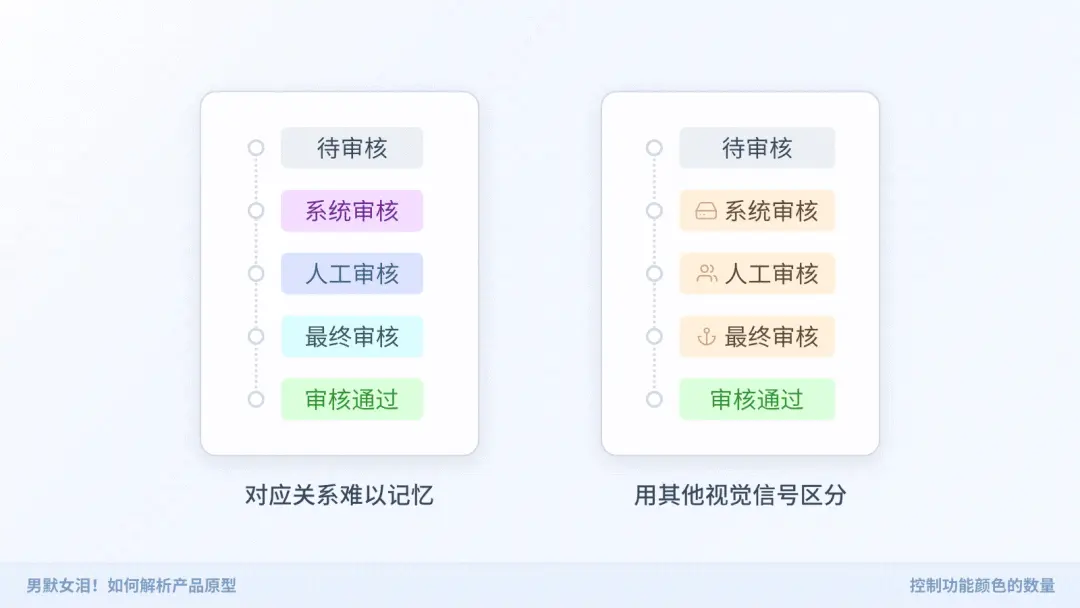 待审核
系统审核
人工审核
最终审核
审核通过
对应关系难以记忆
待审核
系统审核
人工审核
最终审核
审核通过
用其他视觉信号区分
男默女泪！如何解析产品原型
控制功能颜色的数量